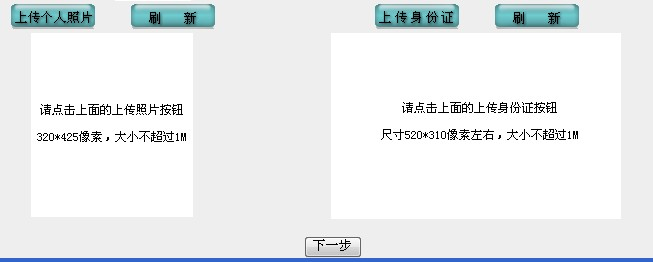 上传个人照片
刷 新
上传身份证
刷 新
请点击上面的上传照片按钮
320*425像素，大小不超过1M
请点击上面的上传身份证按钮
尺寸520*310像素左右，大小不超过1M
下一步